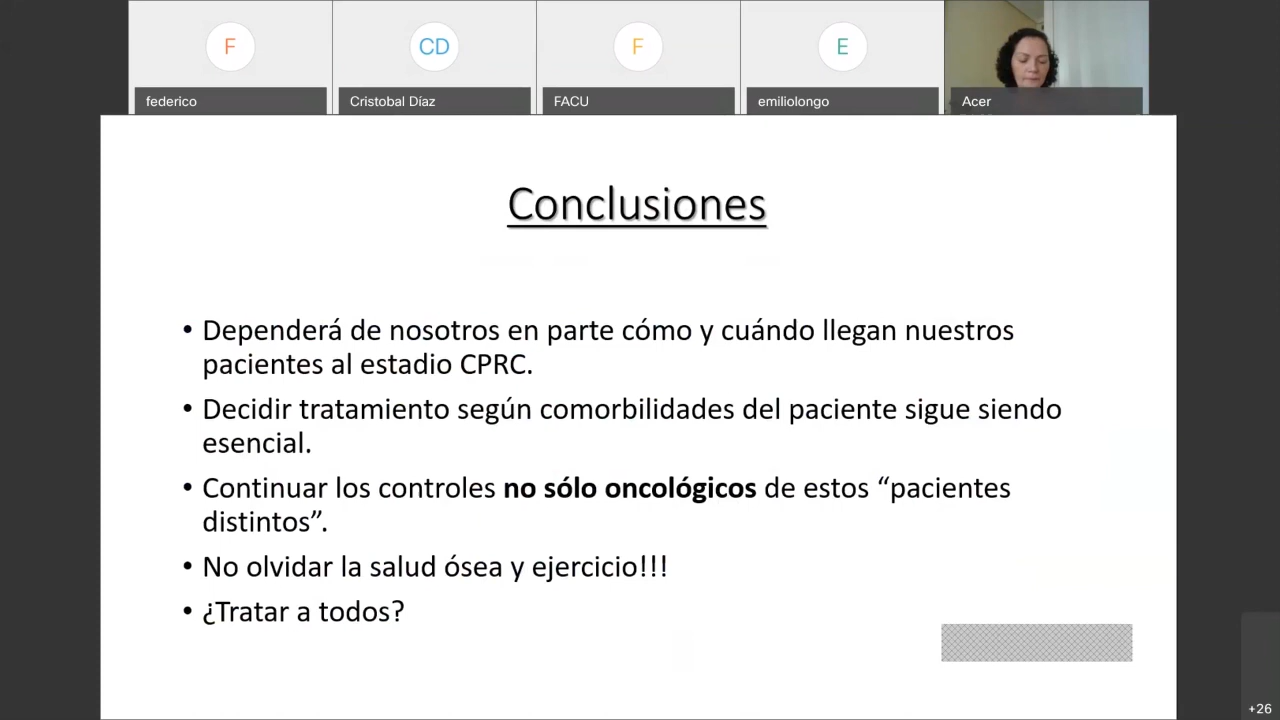 F
CD
F
E
federico
Cristobal Díaz
FACU
emiliolongo
Acer
Conclusiones
• Dependerá de nosotros en parte cómo y cuándo llegan nuestros
pacientes al estadio CPRC.
• Decidir tratamiento según comorbilidades del paciente sigue siendo
esencial.
• Continuar los controles no sólo oncológicos de estos “pacientes
distintos”.
• No olvidar la salud ósea y ejercicio!!!
• ¿Tratar a todos?
+26